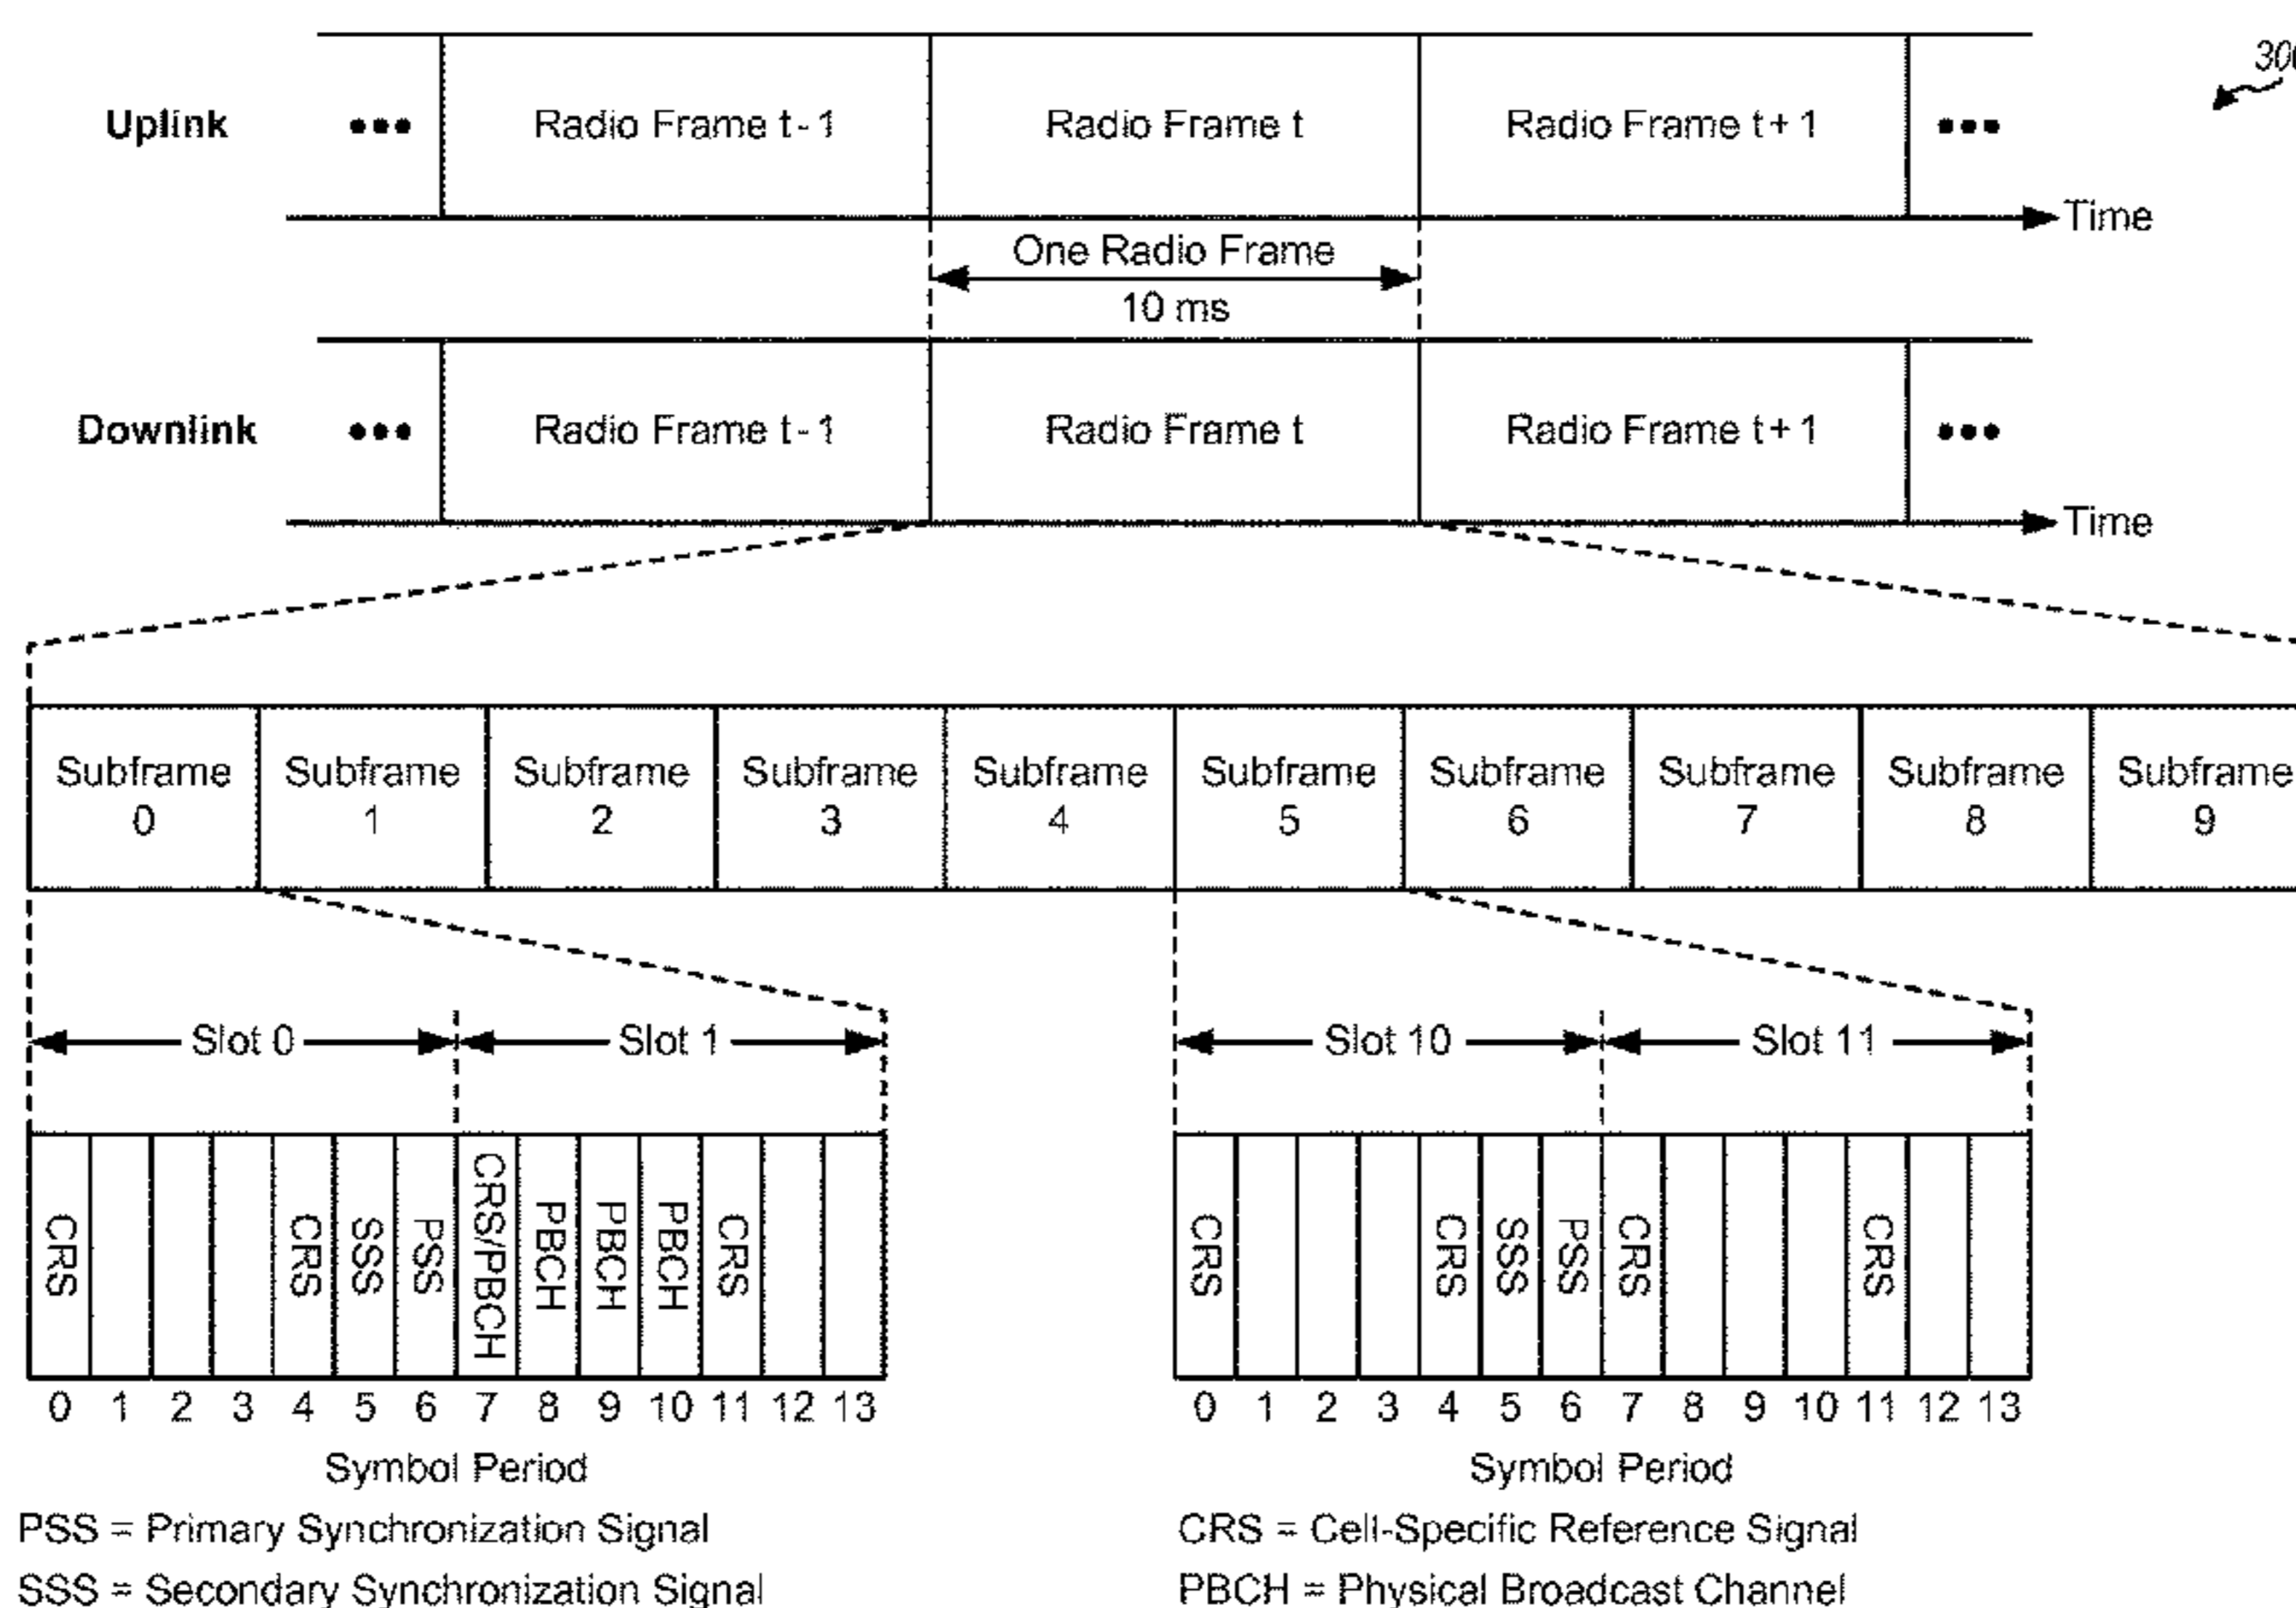 300
Uplink ••• Radio Frame t - 1 Radio Frame t Radio Frame t + 1 •••
Time
One Radio Frame
10 ms
Downlink ••• Radio Frame t - 1 Radio Frame t Radio Frame t + 1 •••
Time
Subframe 0
Subframe 1
Subframe 2
Subframe 3
Subframe 4
Subframe 5
Subframe 6
Subframe 7
Subframe 8
Subframe 9
Slot 0 Slot 1 Slot 10 Slot 11
CRS CRS SSS PSS CRS/PBCH PBCH PBCH PBCH CRS
CRS CRS SSS PSS CRS CRS
0 1 2 3 4 5 6 7 8 9 10 11 12 13
0 1 2 3 4 5 6 7 8 9 10 11 12 13
Symbol Period Symbol Period
PSS = Primary Synchronization Signal
CRS = Cell-Specific Reference Signal
SSS = Secondary Synchronization Signal
PBCH = Physical Broadcast Channel